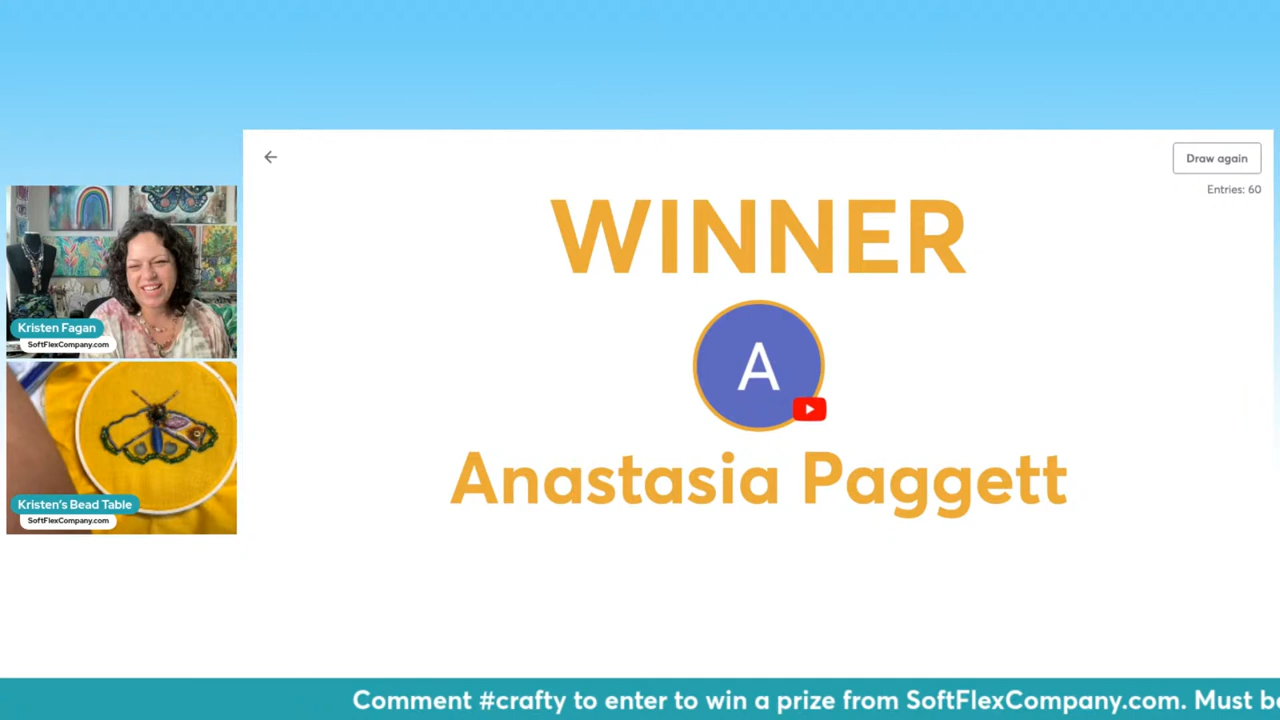 Draw again
Entries: 60
WINNER
A
Anastasia Paggett
Kristen Fagan
SoftFlexCompany.com
Kristen's Bead Table
SoftFlexCompany.com
Comment #crafty to enter to win a prize from SoftFlexCompany.com. Must be